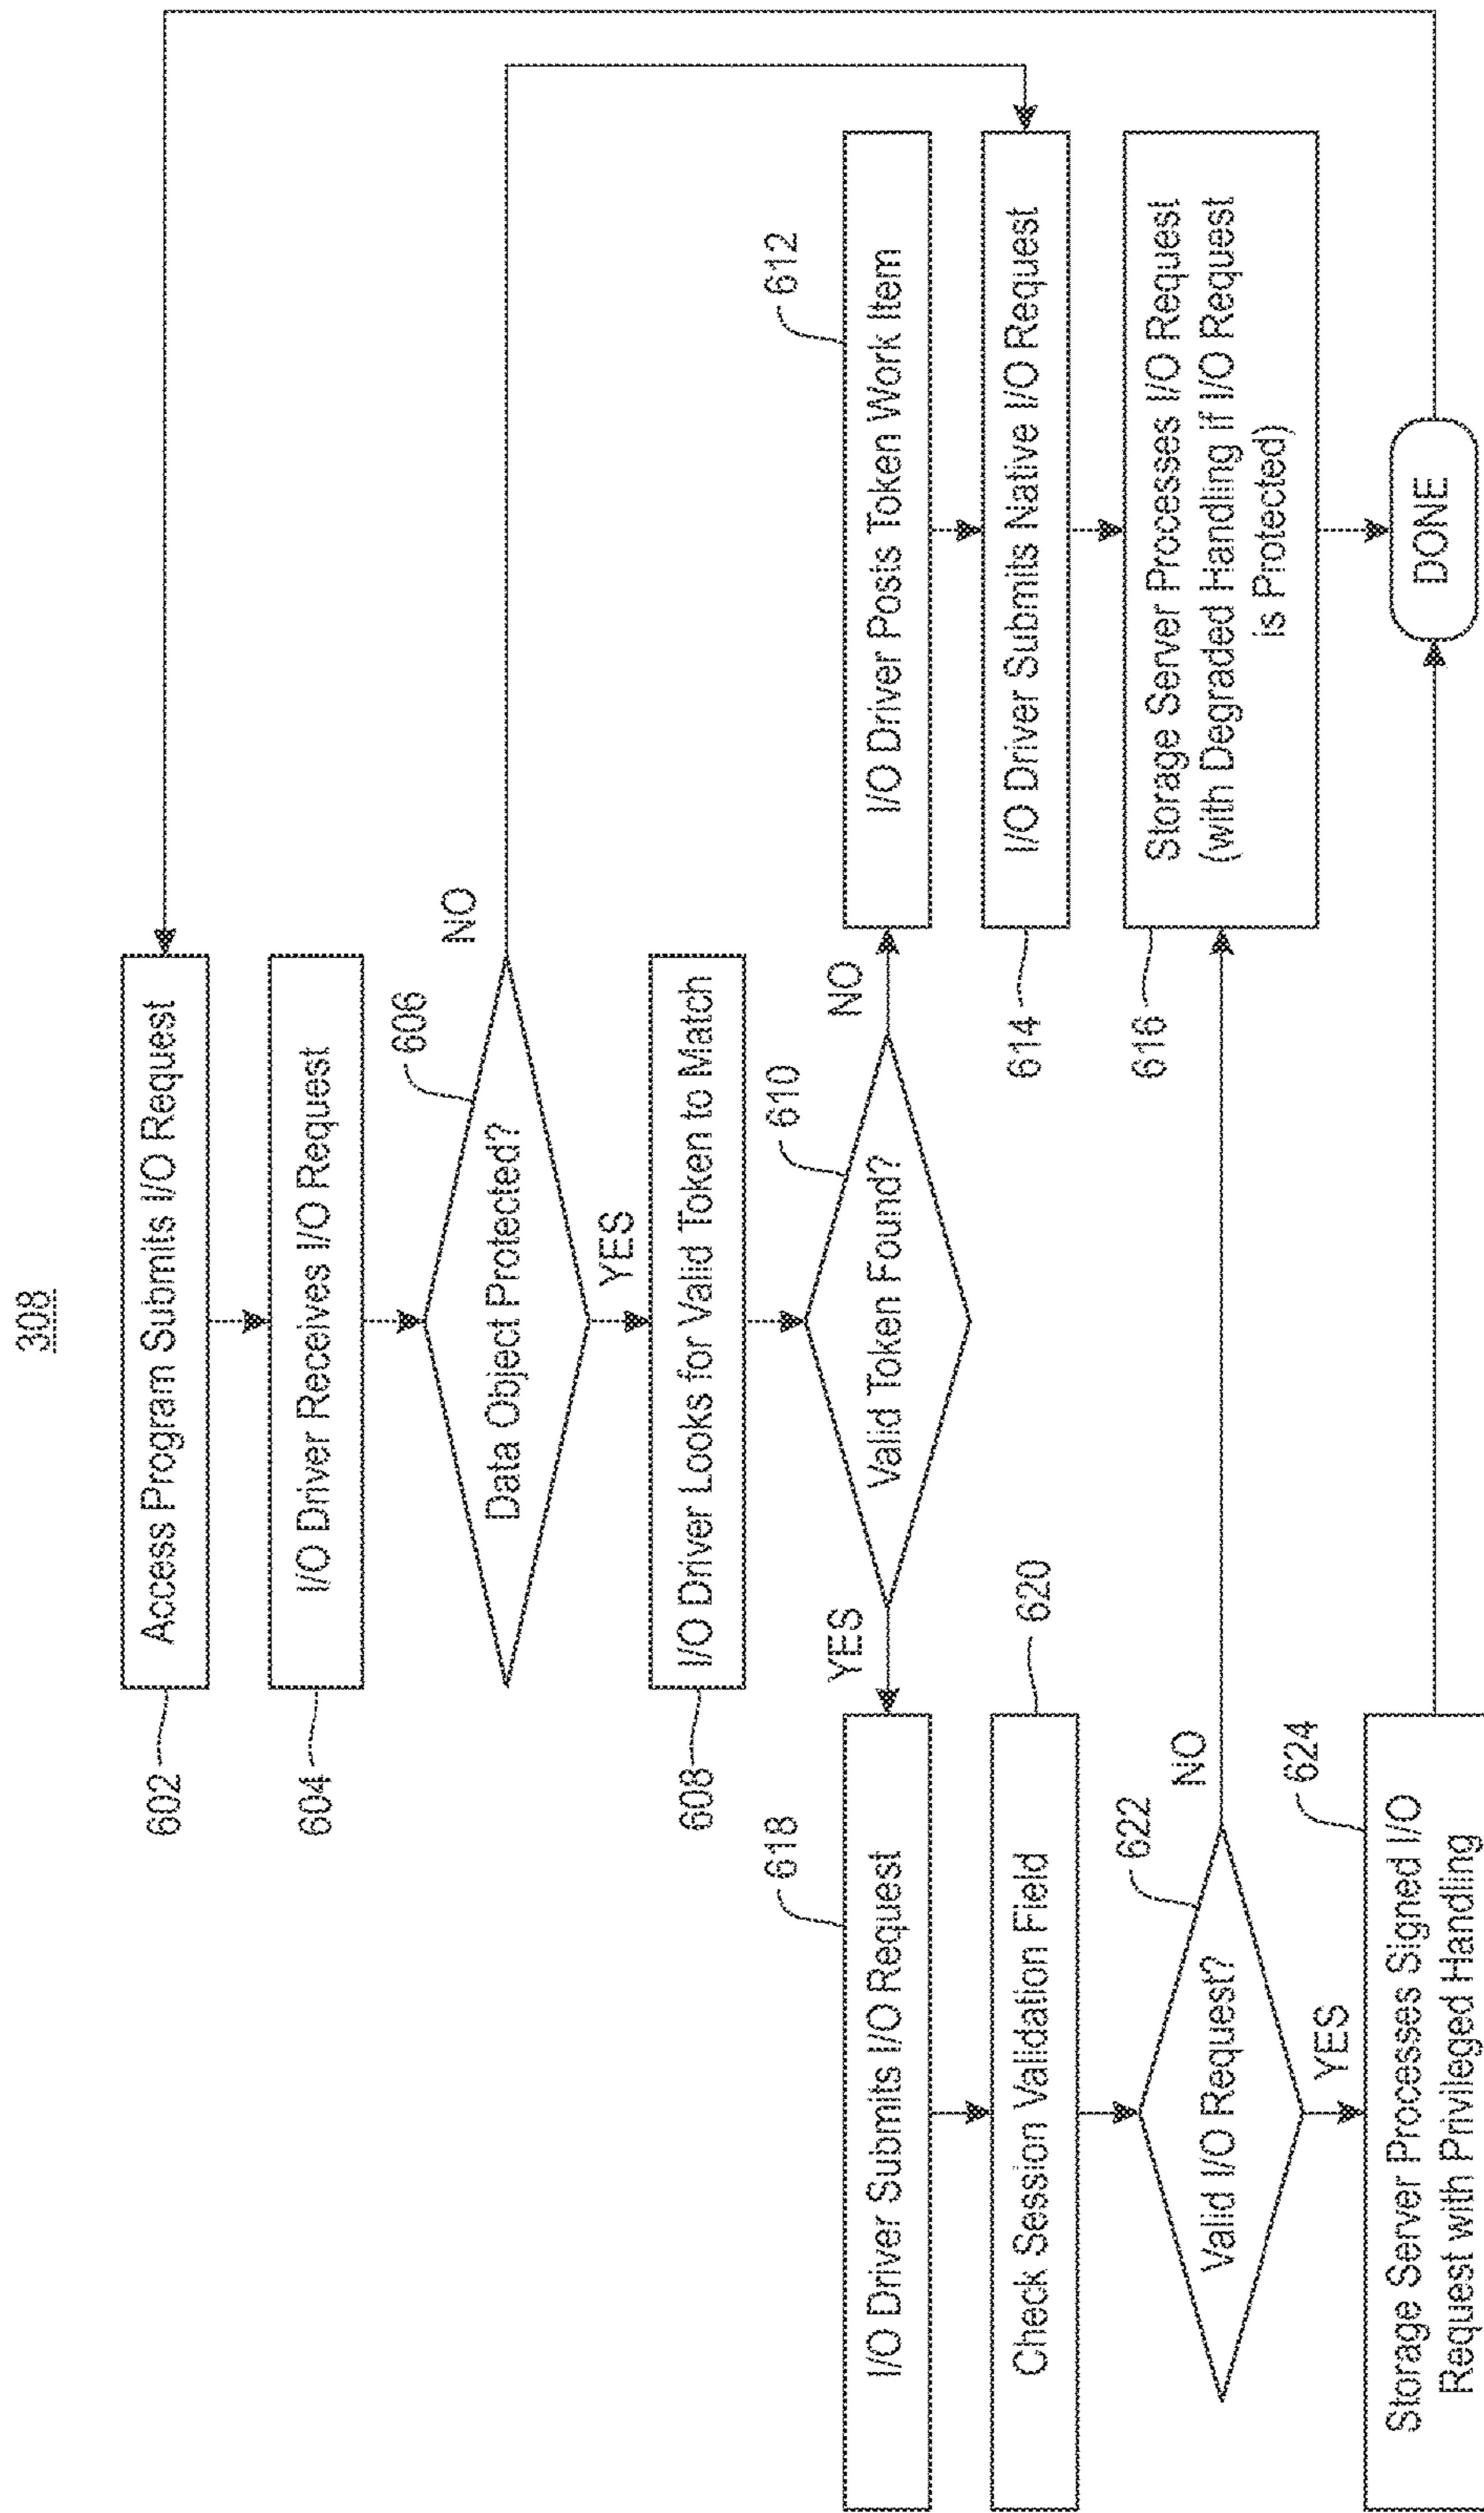 308
602
Access Program Submits I/O Request
604
I/O Driver Receives I/O Request
606
Data Object Protected?
NO
YES
608
I/O Driver Looks for Valid Token to Match
610
Valid Token Found?
YES
NO
618
I/O Driver Submits I/O Request
612
I/O Driver Posts Token Work Item
620
Check Session Validation Field
614
I/O Driver Submits Native I/O Request
622
Valid I/O Request?
NO
YES
616
Storage Server Processes I/O Request
(with Degraded Handling if I/O Request
is Protected)
624
Storage Server Processes Signed I/O
Request with Privileged Handling
DONE